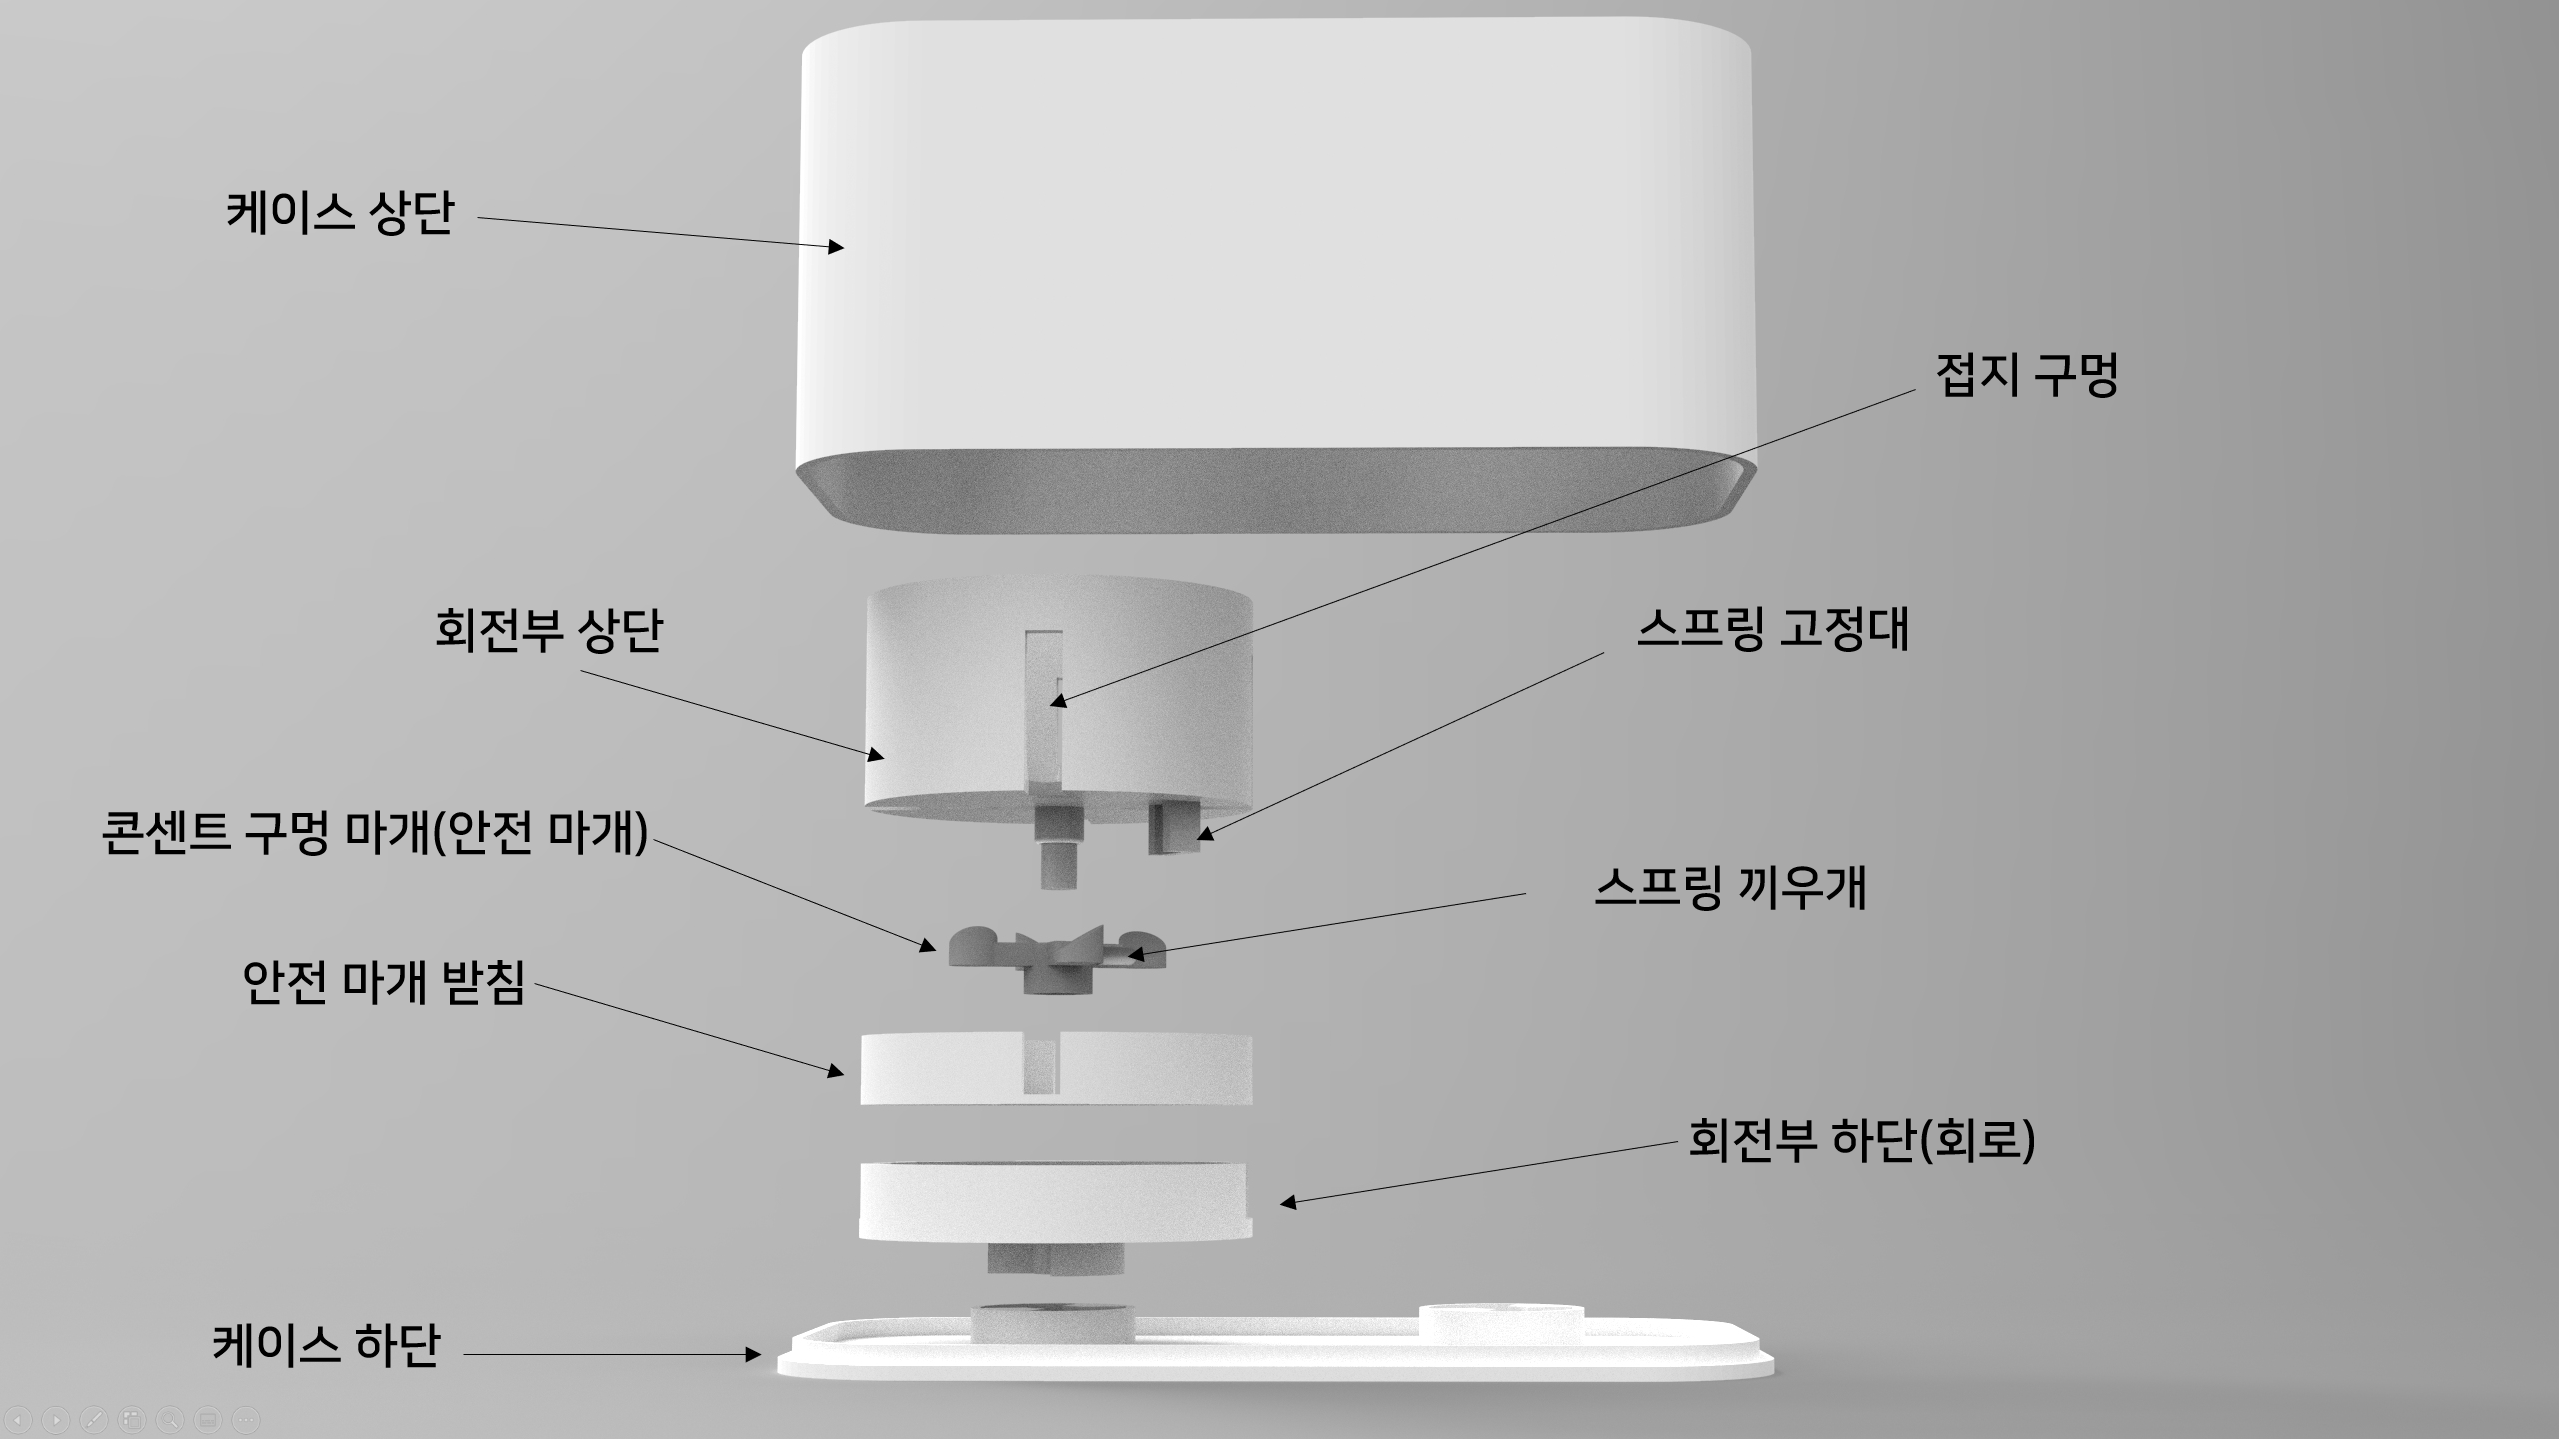 케이스 상단
접지 구멍
회전부 상단
스프링 고정대
콘센트 구멍 마개(안전 마개)
스프링 끼우개
안전 마개 받침
회전부 하단(회로)
케이스 하단